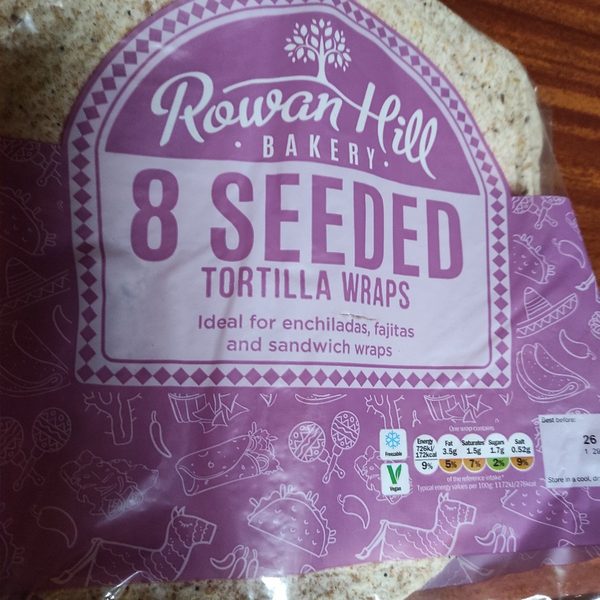 Rowan Hill
· BAKERY ·
8 SEEDED
TORTILLA WRAPS
Ideal for enchiladas, fajitas
and sandwich wraps
One wrap contains
Energy Fat Saturates Sugars Salt
726kJ/ 3.5g 1.5g 1.7g 0.52g
172kcal
9% 5% 7% 2% 9%
of the reference intake*
Typical energy values per 100g: 1172kJ/278kcal
Freezable
Vegan
Best before:
26
Store in a cool, dr